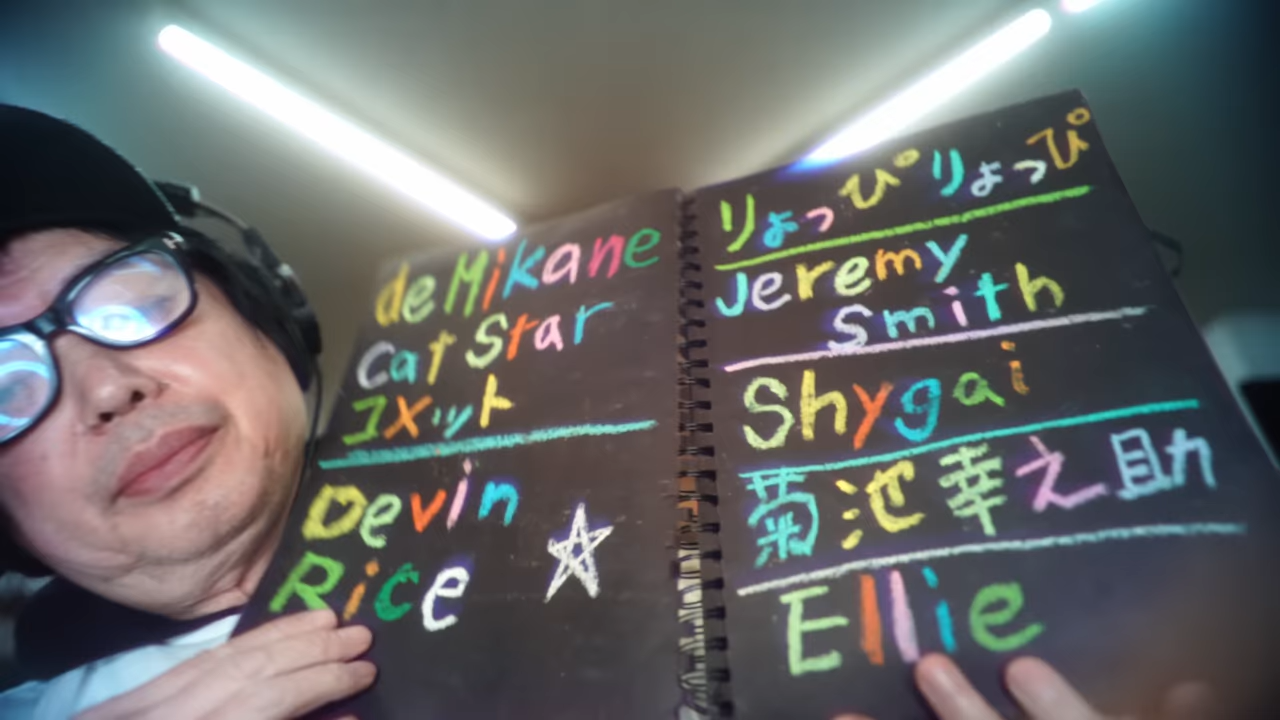 deMikane
Cat Star
コメット
Devin
Rice
りょっぴりょっぴ
Jeremy
Smith
Shygai
菊池幸之助
Ellie